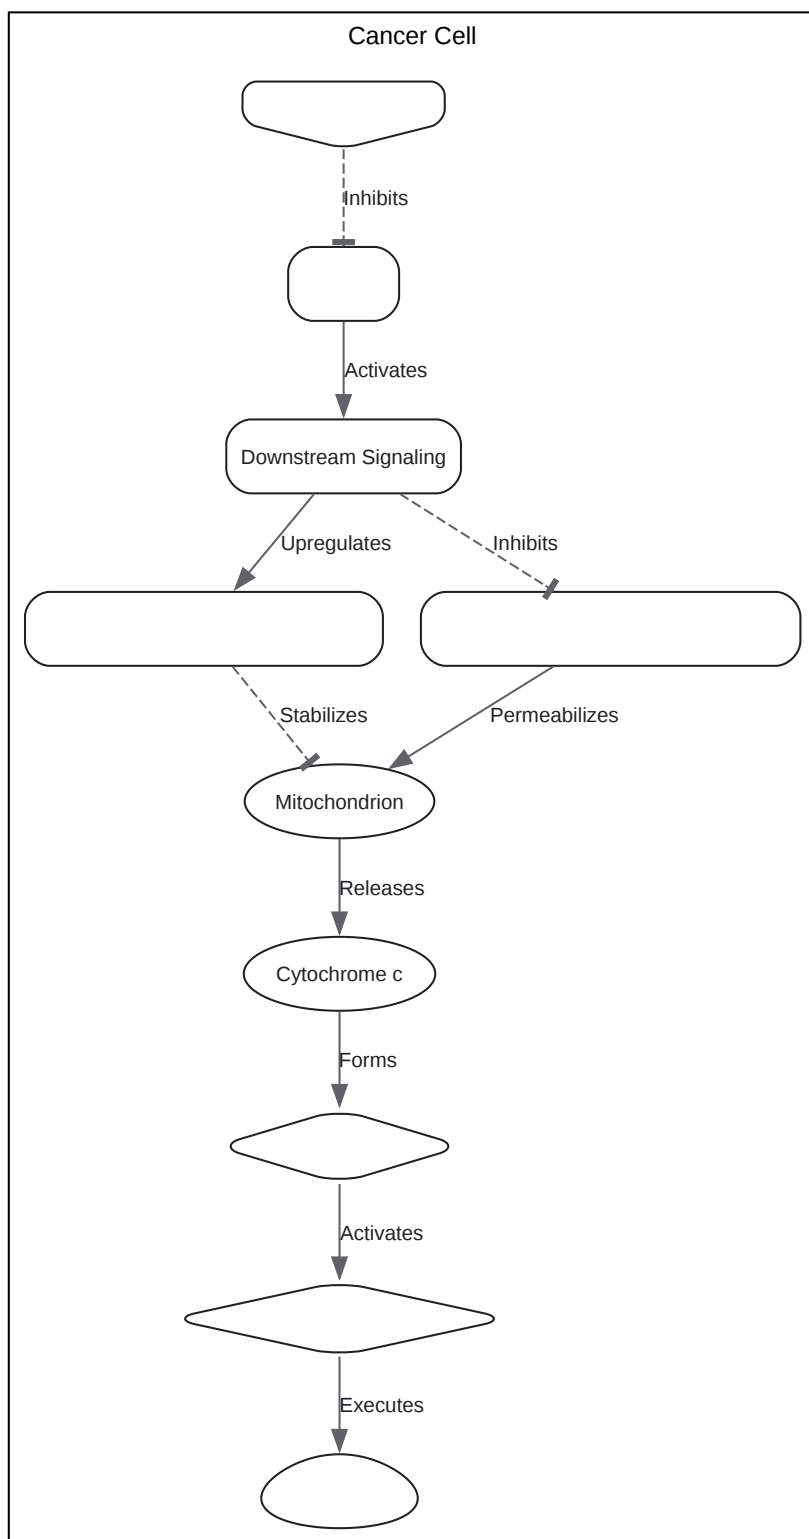 Cancer Cell
Inhibits
Activates
Downstream Signaling
Upregulates
Inhibits
Stabilizes
Permeabilizes
Mitochondrion
Releases
Cytochrome c
Forms
Activates
Executes